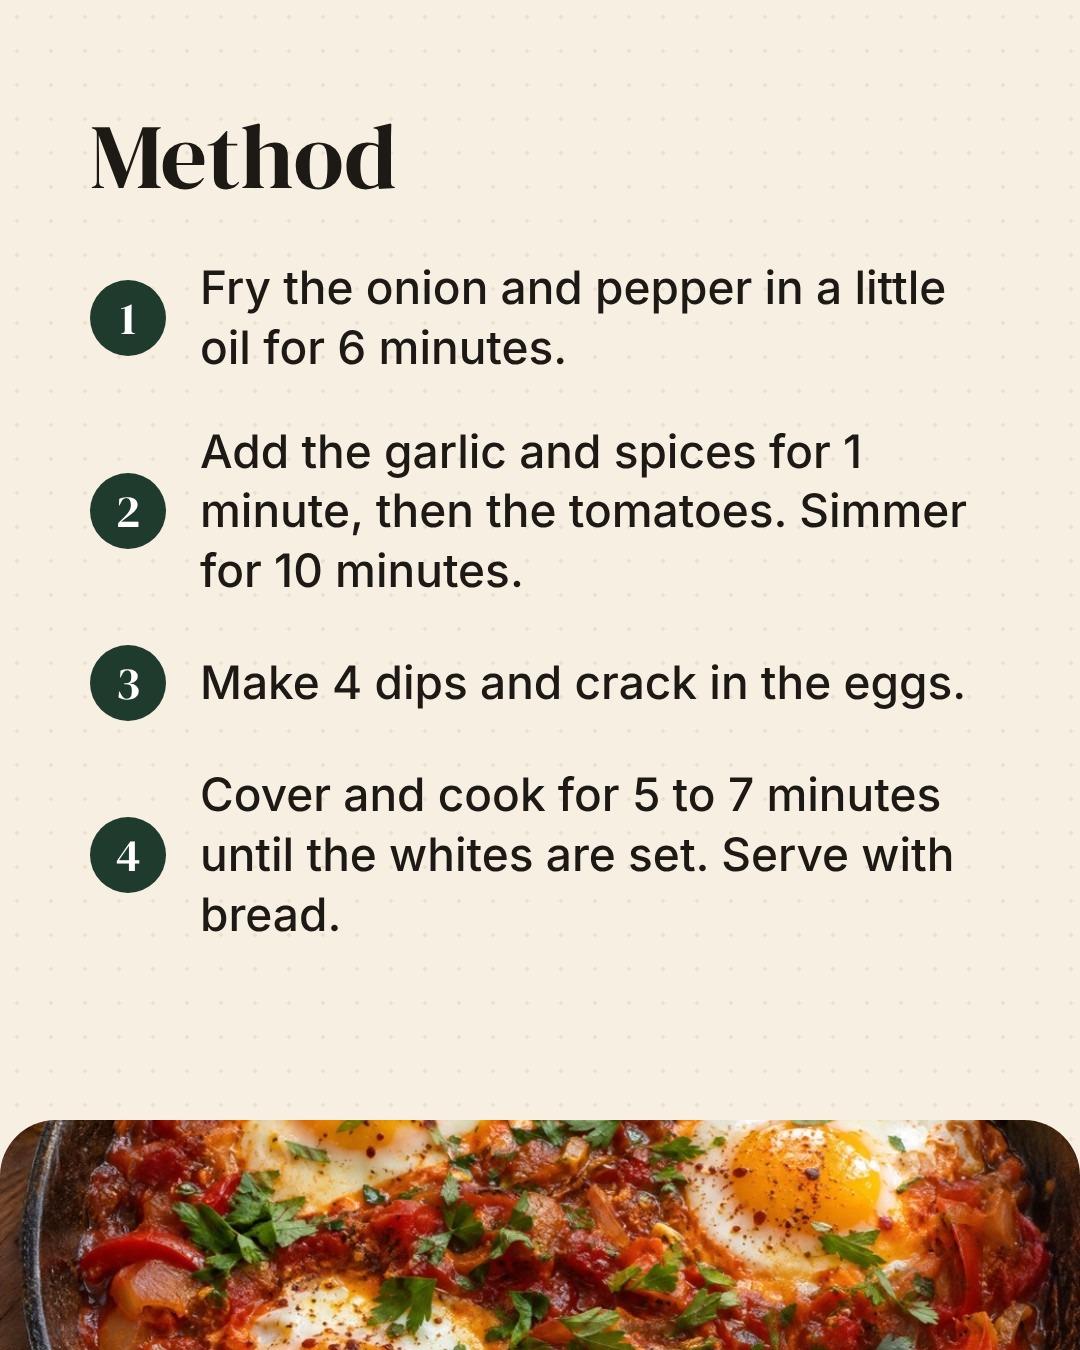 Method
1
Fry the onion and pepper in a little
oil for 6 minutes.
2
Add the garlic and spices for 1
minute, then the tomatoes. Simmer
for 10 minutes.
3
Make 4 dips and crack in the eggs.
4
Cover and cook for 5 to 7 minutes
until the whites are set. Serve with
bread.